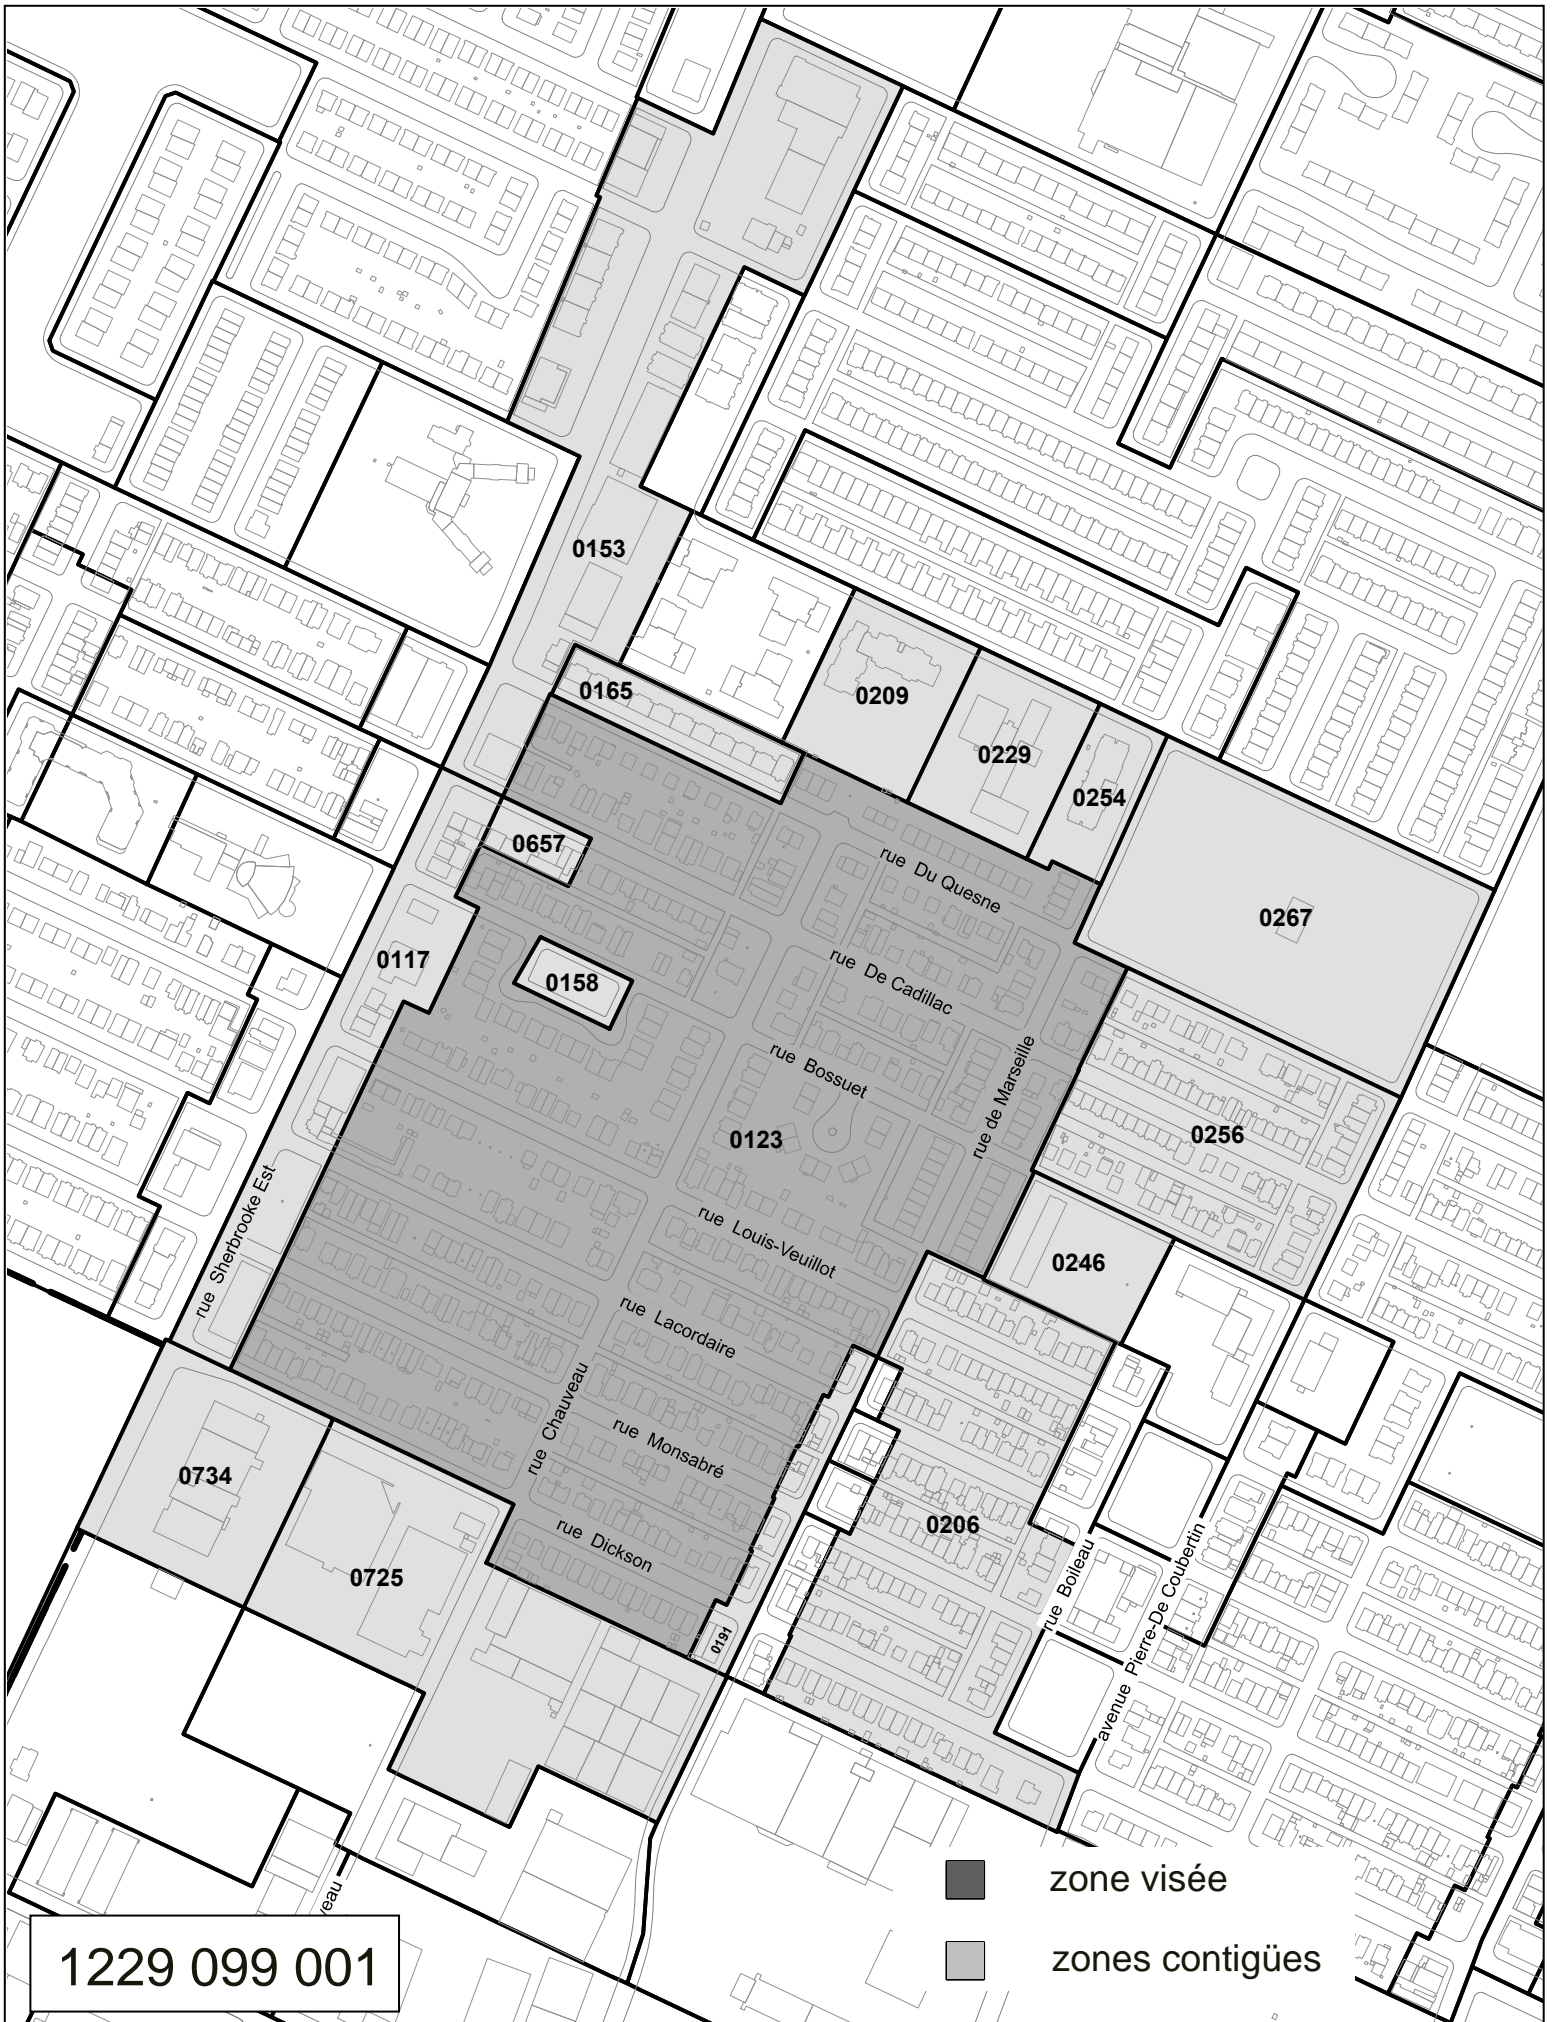 0153
0165
0209
0229
0254
0657
rue Du Quesne
0267
0117
0158
rue De Cadillac
rue Bossuet
rue de Marseille
0123
0256
rue Sherbrooke Est
rue Louis-Veuillot
0246
rue Lacordaire
rue Chauveau
rue Monsabré
0734
0206
rue Dickson
0725
rue Boileau
avenue Pierre-De Coubertin
0191
zone visée
veau
1229 099 001
zones contigües